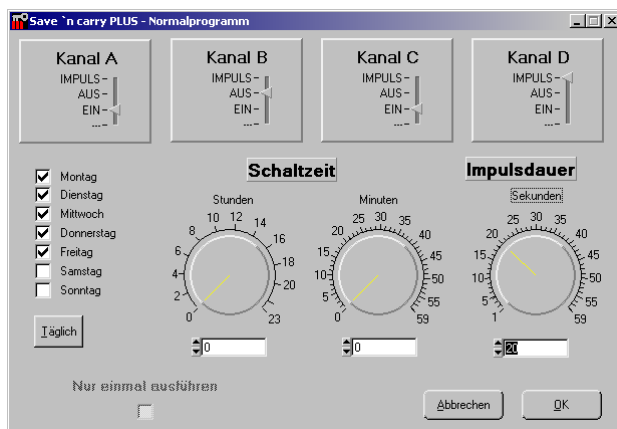 Save `n carry PLUS - Normalprogramm
Kanal A
IMPULS
AUS
EIN
---
Kanal B
IMPULS
AUS
EIN
---
Kanal C
IMPULS
AUS
EIN
---
Kanal D
IMPULS
AUS
EIN
---
Montag
Dienstag
Mittwoch
Donnerstag
Freitag
Samstag
Sonntag
Täglich
Schaltzeit
Stunden
0 2 4 6 8 10 12 14 16 18 20 23
0
Minuten
0 5 10 15 20 25 30 35 40 45 50 55 59
0
Impulsdauer
Sekunden
1 5 10 15 20 25 30 35 40 45 50 55 59
20
Nur einmal ausführen
Abbrechen
OK